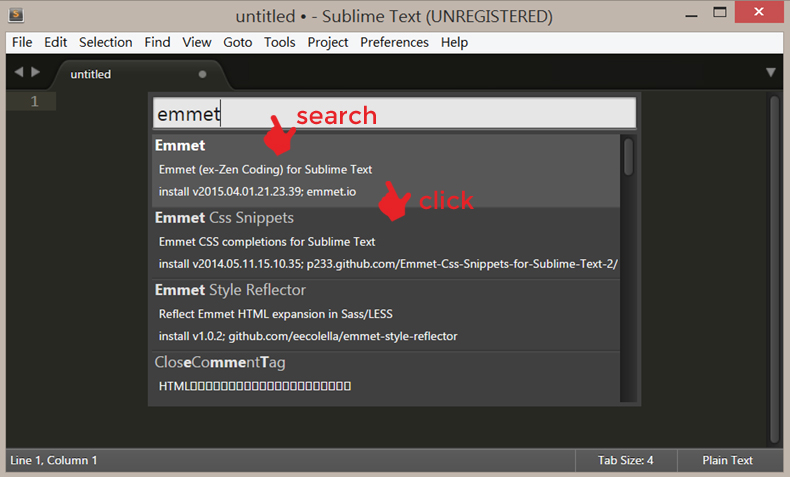 untitled • - Sublime Text (UNREGISTERED)
File Edit Selection Find View Goto Tools Project Preferences Help
untitled
1
emmet
search
Emmet
Emmet (ex-Zen Coding) for Sublime Text
install v2015.04.01.21.23.39; emmet.io
click
Emmet Css Snippets
Emmet CSS completions for Sublime Text
install v2014.05.11.15.10.35; p233.github.com/Emmet-Css-Snippets-for-Sublime-Text-2/
Emmet Style Reflector
Reflect Emmet HTML expansion in Sass/LESS
install v1.0.2; github.com/eecolella/emmet-style-reflector
CloseCommentTag
HTML▯▯▯▯▯▯▯▯▯▯▯▯▯▯▯▯▯▯▯▯▯▯
Line 1, Column 1 Tab Size: 4 Plain Text